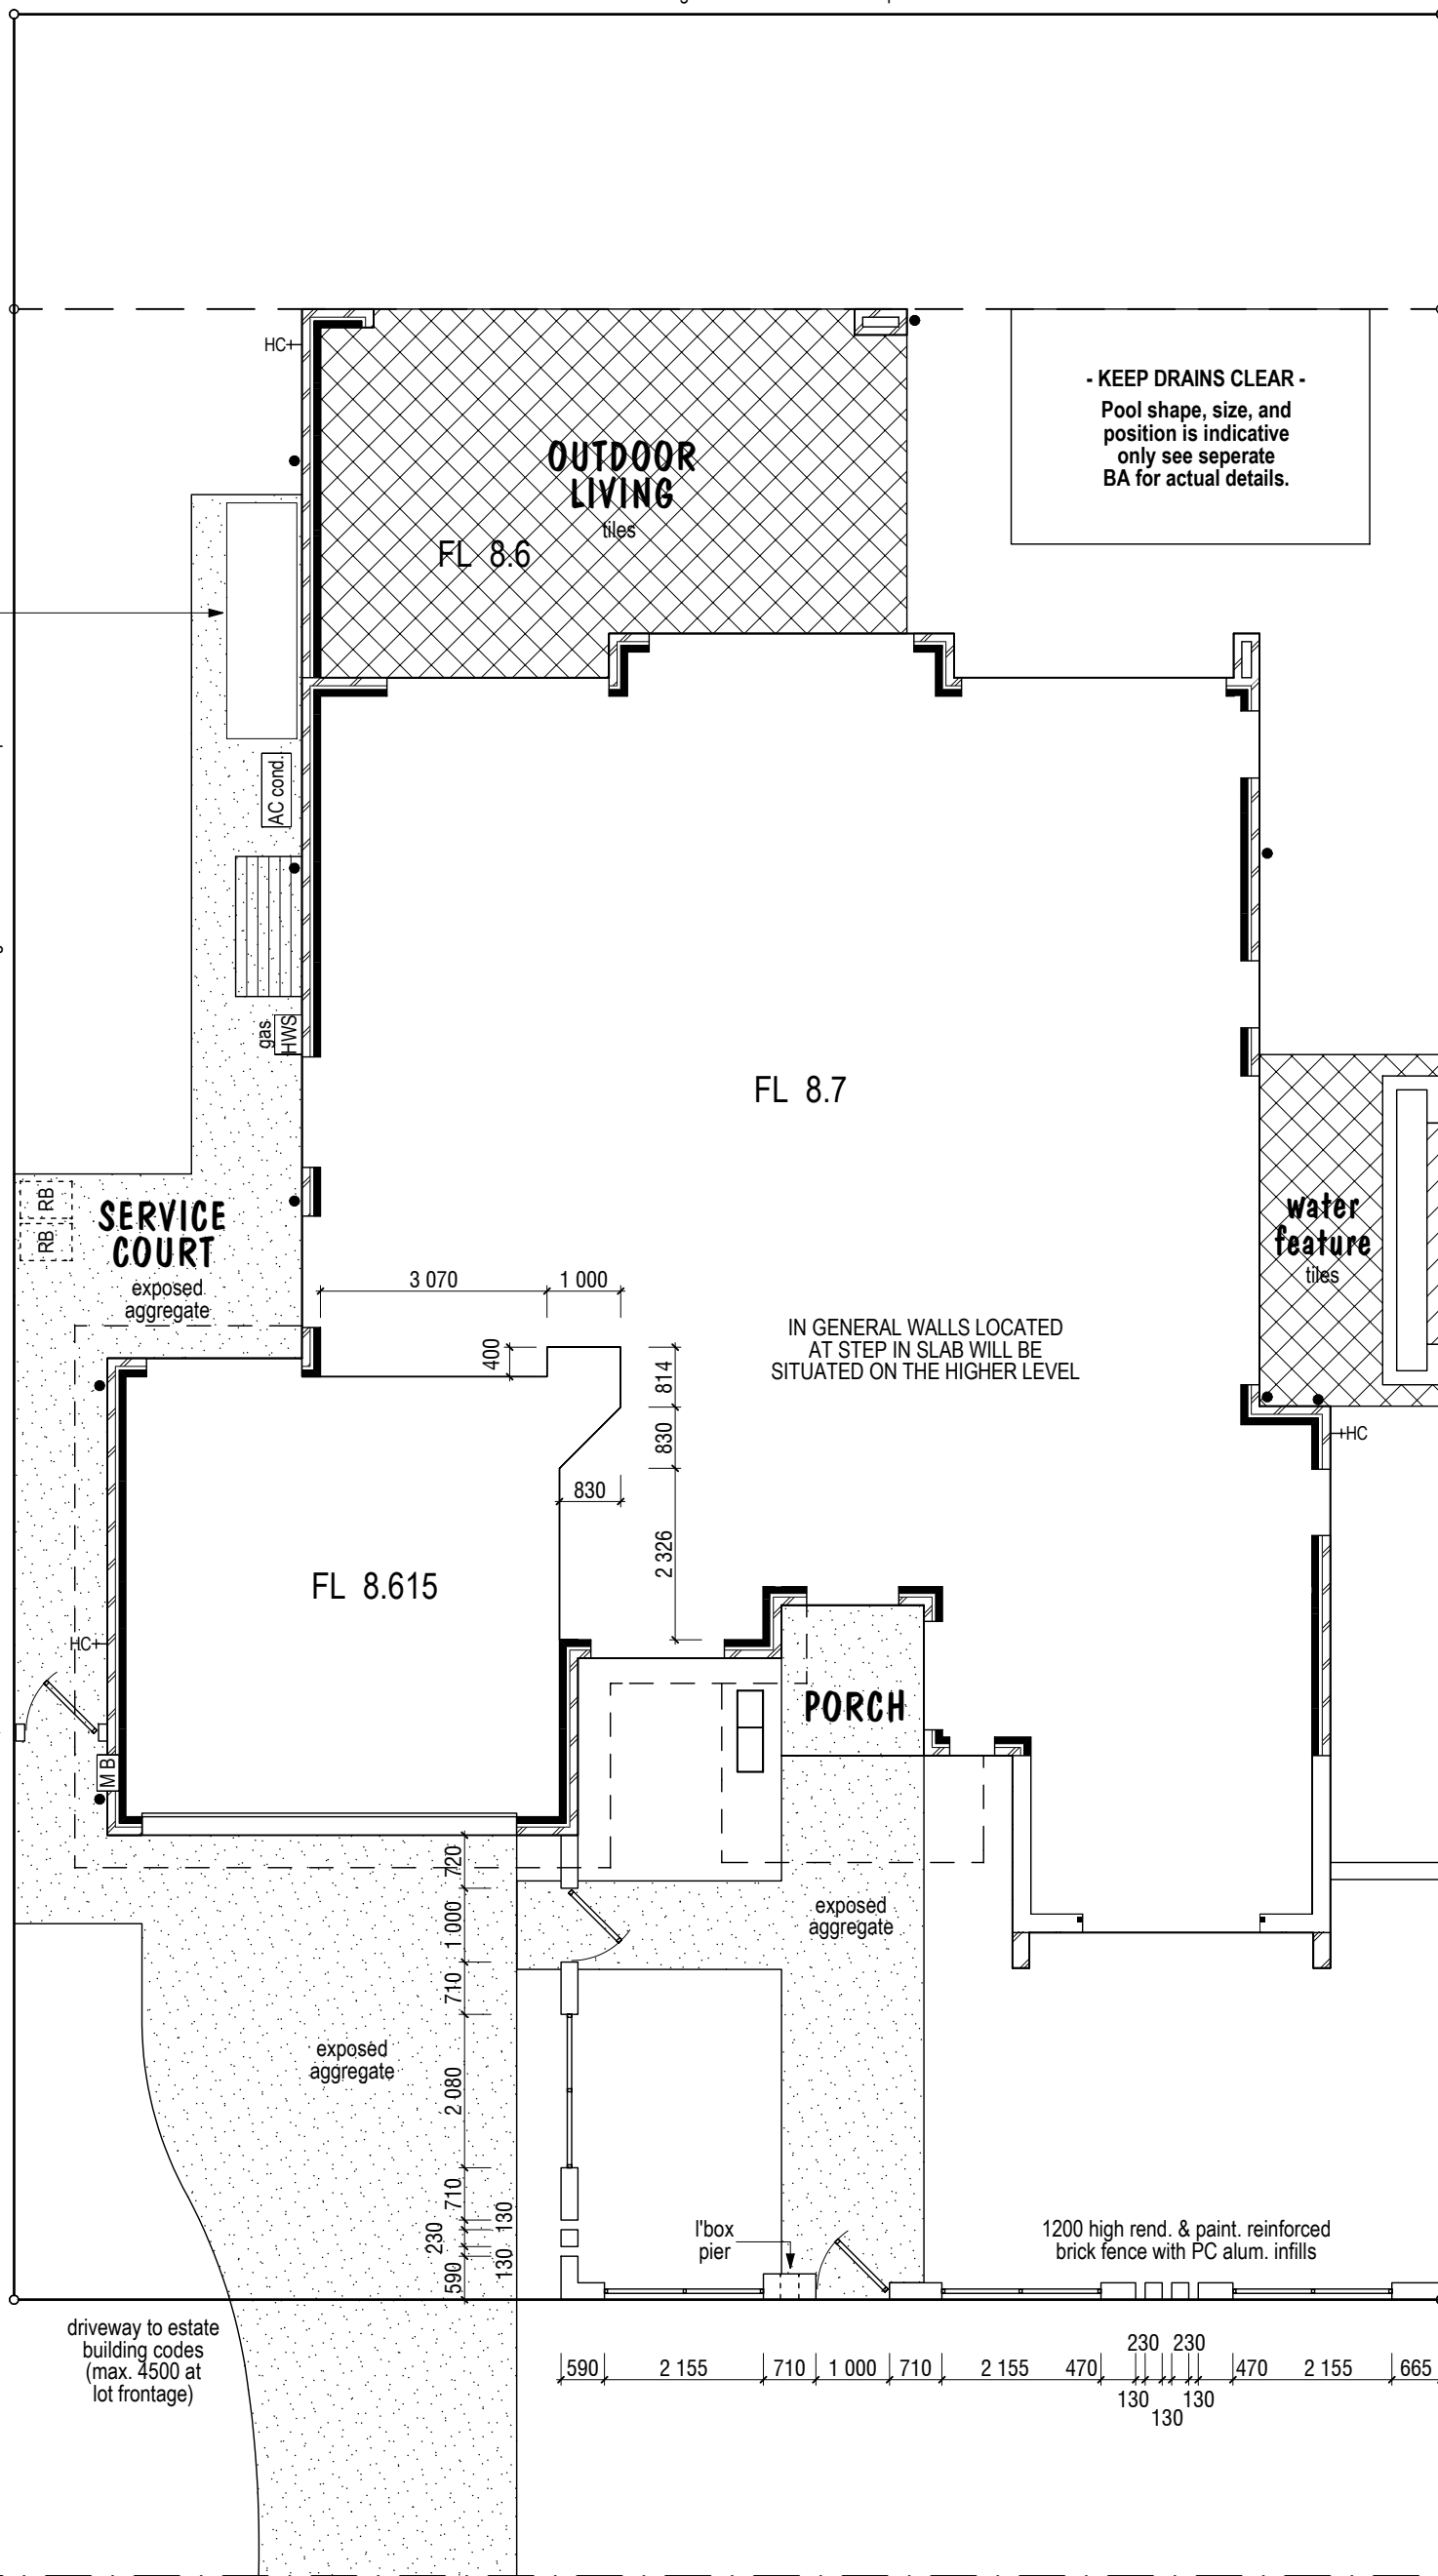 HC
- KEEP DRAINS CLEAR -
Pool shape, size, and
position is indicative
only see seperate
BA for actual details.
OUTDOOR
LIVING
tiles
FL 8.6
AC cond.
gas
HWS
FL 8.7
RB
RB
SERVICE
COURT
exposed
aggregate
water
feature
tiles
3 070
1 000
400
814
830
830
2 326
IN GENERAL WALLS LOCATED
AT STEP IN SLAB WILL BE
SITUATED ON THE HIGHER LEVEL
HC
FL 8.615
HC
PORCH
M B
720
1 000
710
2 080
710
130
230
130
590
exposed
aggregate
exposed
aggregate
l'box
pier
1200 high rend. & paint. reinforced
brick fence with PC alum. infills
driveway to estate
building codes
(max. 4500 at
lot frontage)
230 230
590 2 155 710 1 000 710 2 155 470 470 2 155 665
130 130
130